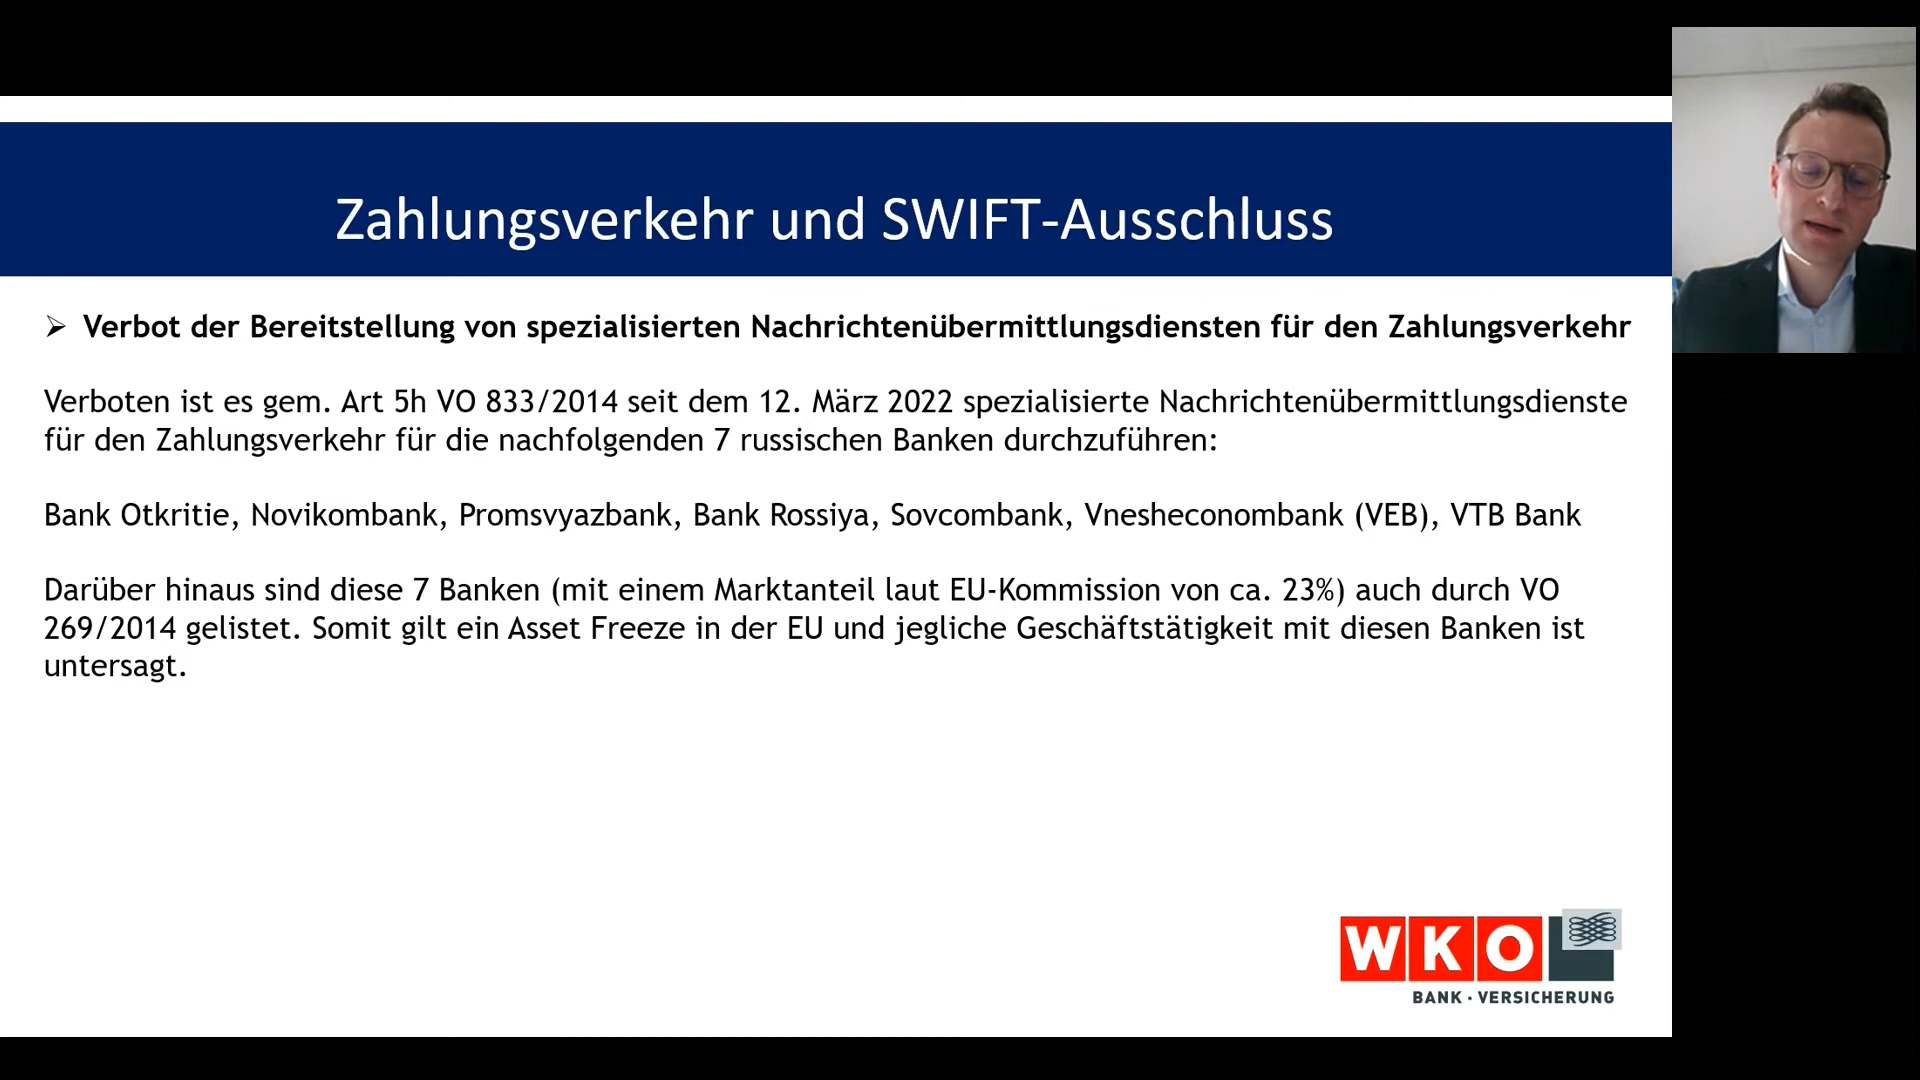 Zahlungsverkehr und SWIFT-Ausschluss
➢ Verbot der Bereitstellung von spezialisierten Nachrichtenübermittlungsdiensten für den Zahlungsverkehr
Verboten ist es gem. Art 5h VO 833/2014 seit dem 12. März 2022 spezialisierte Nachrichtenübermittlungsdienste
für den Zahlungsverkehr für die nachfolgenden 7 russischen Banken durchzuführen:
Bank Otkritie, Novikombank, Promsvyazbank, Bank Rossiya, Sovcombank, Vnesheconombank (VEB), VTB Bank
Darüber hinaus sind diese 7 Banken (mit einem Marktanteil laut EU-Kommission von ca. 23%) auch durch VO
269/2014 gelistet. Somit gilt ein Asset Freeze in der EU und jegliche Geschäftstätigkeit mit diesen Banken ist
untersagt.
WKO
BANK · VERSICHERUNG